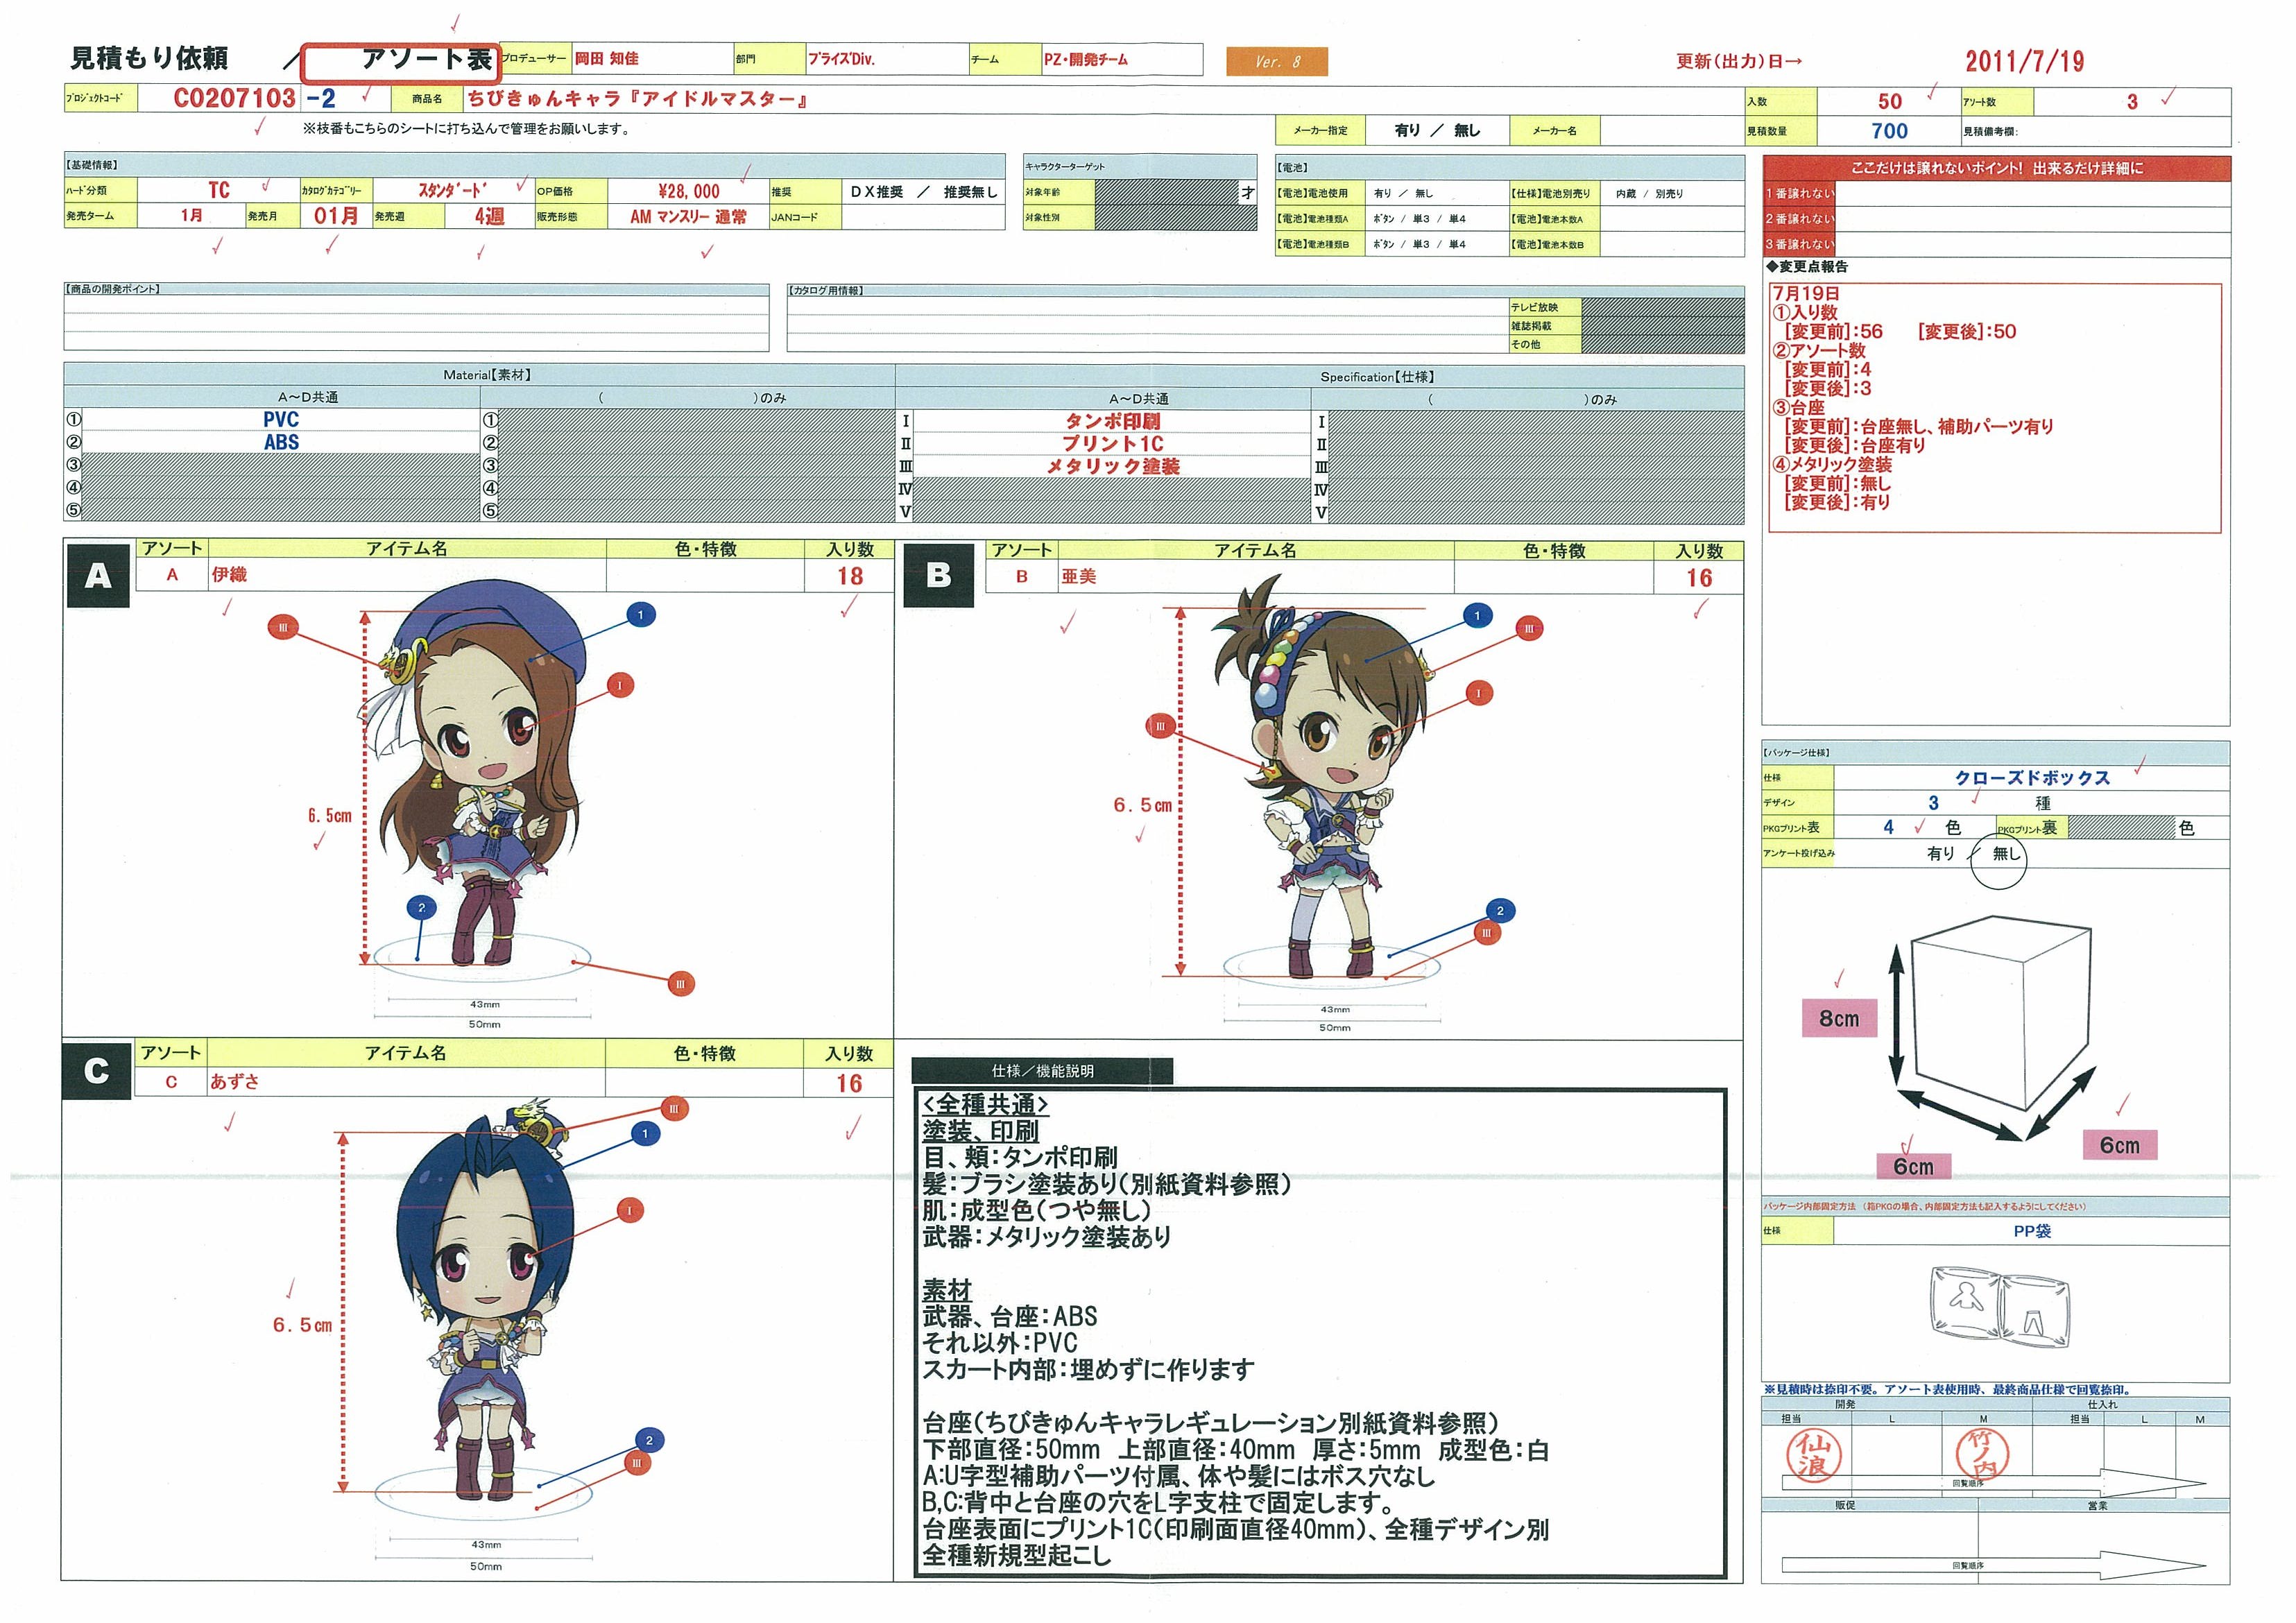 見積もり依頼 ／ アソート表 プロデューサー 岡田 知佳 部門 プライズDiv. チーム PZ・開発チーム Ver. 8 更新(出力)日→ 2011/7/19
プロジェクトコード C0207103 -2 商品名 ちびきゅんキャラ『アイドルマスター』 入数 50 アソート数 3
※枝番もこちらのシートに打ち込んで管理をお願いします。 メーカー指定 有り ／ 無し メーカー名 見積数量 700 見積備考欄:
【基礎情報】
ハード分類 TC カタログカテゴリー スタンダード OP価格 ¥28,000 推奨 DX推奨 ／ 推奨無し
発売ターム 1月 発売月 01月 発売週 4週 販売形態 AM マンスリー 通常 JANコード
キャラクターターゲット
対象年齢 才
対象性別
【電池】
【電池】電池使用 有り ／ 無し 【仕様】電池別売り 内蔵 ／ 別売り
【電池】電池種類A ボタン ／ 単3 ／ 単4 【電池】電池本数A
【電池】電池種類B ボタン ／ 単3 ／ 単4 【電池】電池本数B
ここだけは譲れないポイント! 出来るだけ詳細に
1番譲れない
2番譲れない
3番譲れない
◆変更点報告
7月19日
①入り数
[変更前]:56 [変更後]:50
②アソート数
[変更前]:4
[変更後]:3
③台座
[変更前]:台座無し、補助パーツ有り
[変更後]:台座有り
④メタリック塗装
[変更前]:無し
[変更後]:有り
【商品の開発ポイント】
【カタログ用情報】
テレビ放映
雑誌掲載
その他
Material【素材】 Specification【仕様】
A～D共通 ( )のみ A～D共通 ( )のみ
① PVC ① Ⅰ タンポ印刷 Ⅰ
② ABS ② Ⅱ プリント1C Ⅱ
③ ③ Ⅲ メタリック塗装 Ⅲ
④ ④ Ⅳ Ⅳ
⑤ ⑤ Ⅴ Ⅴ
A アソート アイテム名 色・特徴 入り数
A 伊織 18
1
Ⅲ
Ⅰ
6.5cm
2
Ⅲ
43mm
50mm
B アソート アイテム名 色・特徴 入り数
B 亜美 16
1
Ⅲ
Ⅰ
Ⅲ
6.5cm
2
Ⅲ
43mm
50mm
C アソート アイテム名 色・特徴 入り数
C あずさ 16
Ⅲ
1
Ⅰ
6.5cm
2
Ⅲ
43mm
50mm
仕様／機能説明
<全種共通>
塗装、印刷
目、頬:タンポ印刷
髪:ブラシ塗装あり(別紙資料参照)
肌:成型色(つや無し)
武器:メタリック塗装あり
素材
武器、台座:ABS
それ以外:PVC
スカート内部:埋めずに作ります
台座(ちびきゅんキャラレギュレーション別紙資料参照)
下部直径:50mm 上部直径:40mm 厚さ:5mm 成型色:白
A:U字型補助パーツ付属、体や髪にはボス穴なし
B,C:背中と台座の穴をL字支柱で固定します。
台座表面にプリント1C(印刷面直径40mm)、全種デザイン別
全種新規型起こし
【パッケージ仕様】
仕様 クローズドボックス
デザイン 3 種
PKGプリント表 4 色 PKGプリント裏 色
アンケート投げ込み 有り ／ 無し
8cm
6cm
6cm
パッケージ内部固定方法 (箱PKGの場合、内部固定方法も記入するようにしてください)
仕様 PP袋
※見積時は捺印不要。アソート表使用時、最終商品仕様で回覧捺印。
開発 仕入れ
担当 L M 担当 L M
仙浪 竹ノ内
回覧順序
販促 営業
回覧順序